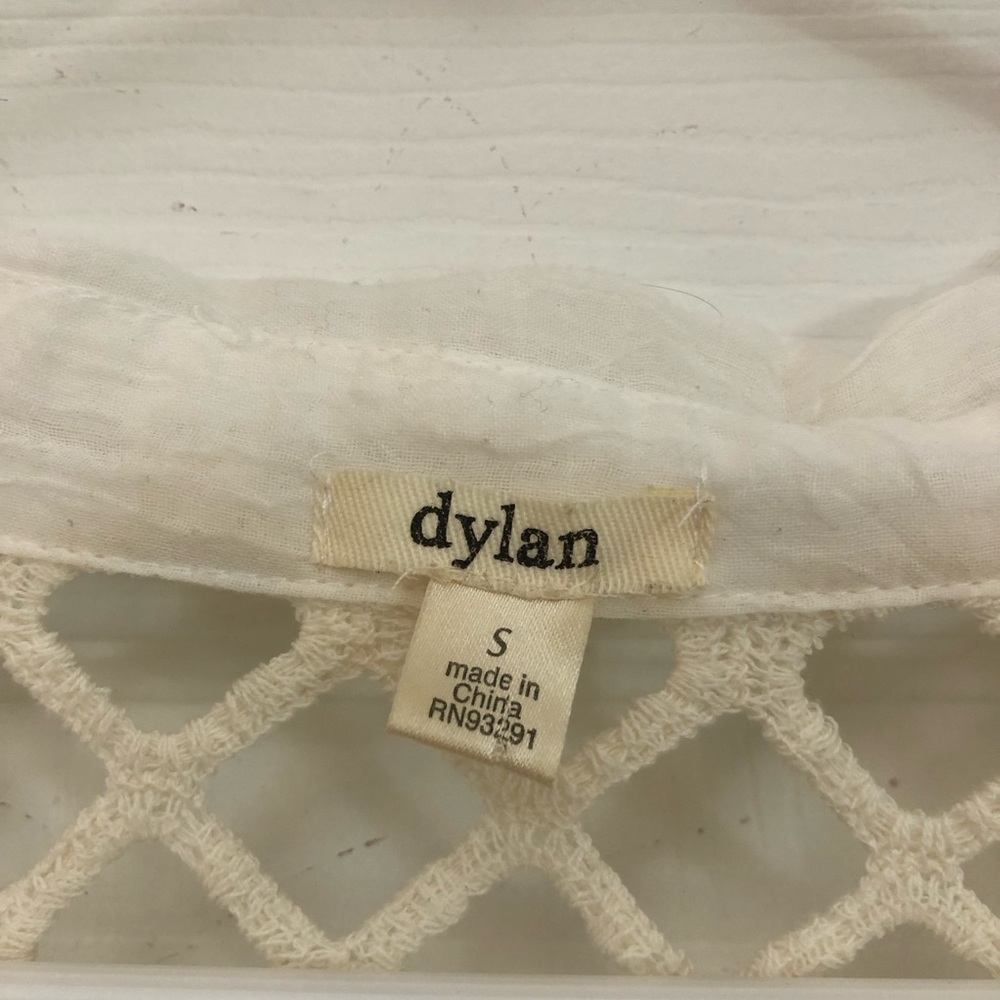 dylan
S
made in
China
RN93291